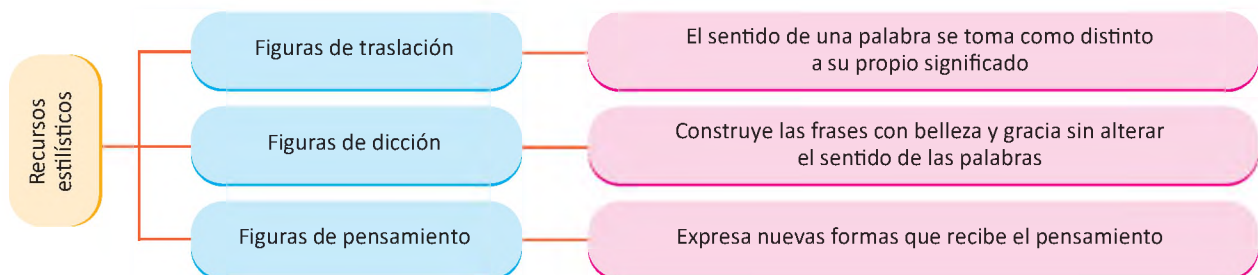 Recursos
estilísticos
Figuras de traslación
El sentido de una palabra se toma como distinto
a su propio significado
Figuras de dicción
Construye las frases con belleza y gracia sin alterar
el sentido de las palabras
Figuras de pensamiento
Expresa nuevas formas que recibe el pensamiento